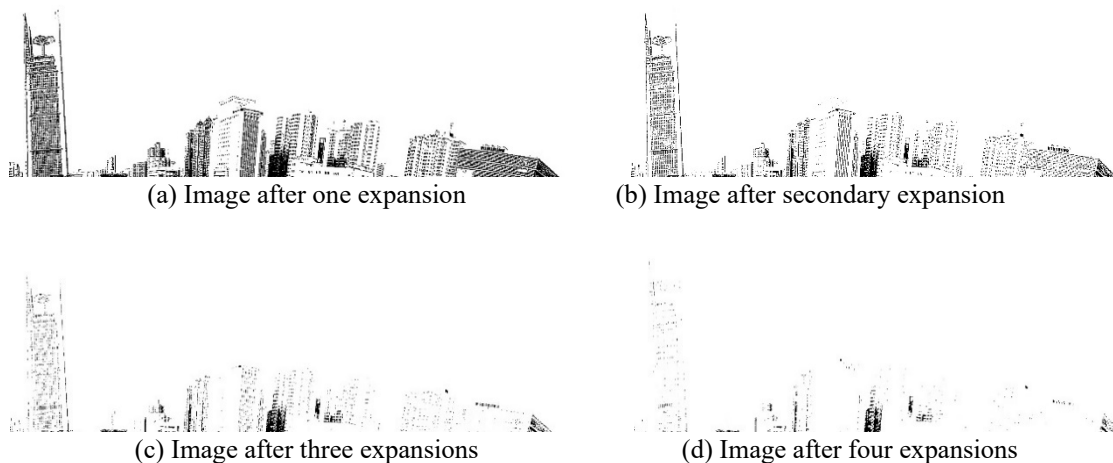 (a) Image after one expansion
(b) Image after secondary expansion
(c) Image after three expansions
(d) Image after four expansions